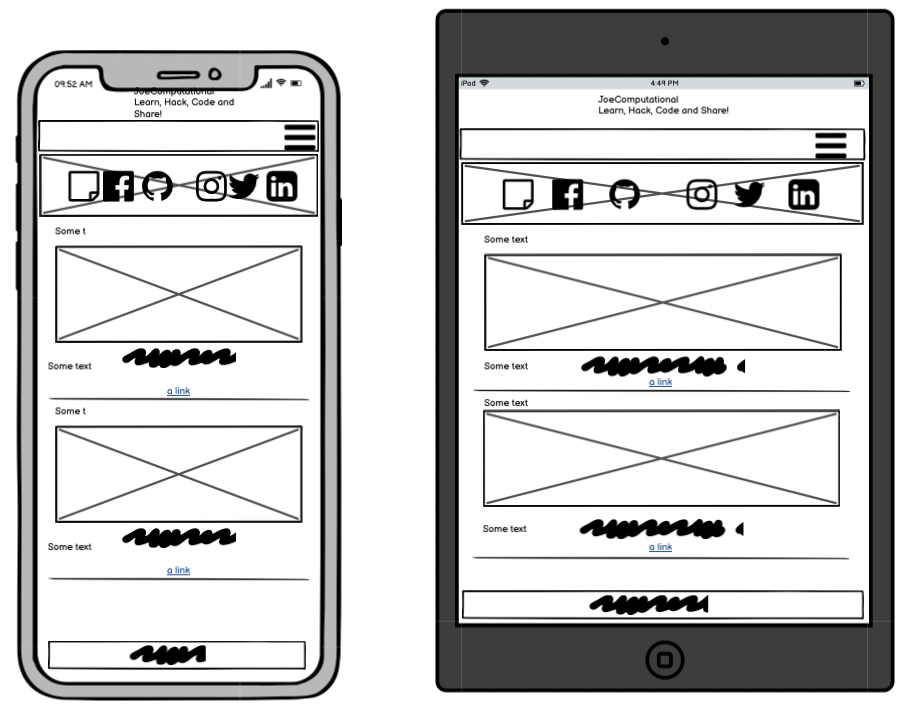 09:52 AM
JoeComputational
Learn, Hack, Code and
Share!
Some t
Some text
a link
Some t
Some text
a link
iPad
4:49 PM
JoeComputational
Learn, Hack, Code and Share!
Some text
Some text
a link
Some text
Some text
a link